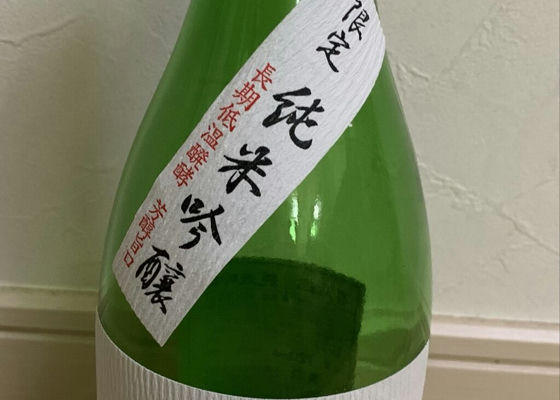 限定 純米吟醸
長期低温醗酵 芳醇旨口